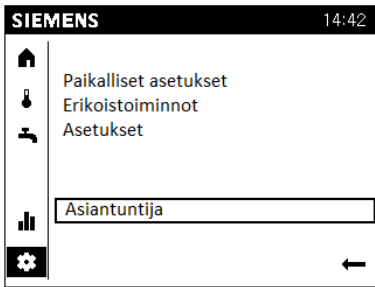 SIEMENS 14:42
Paikalliset asetukset
Erikoistoiminnot
Asetukset
Asiantuntija